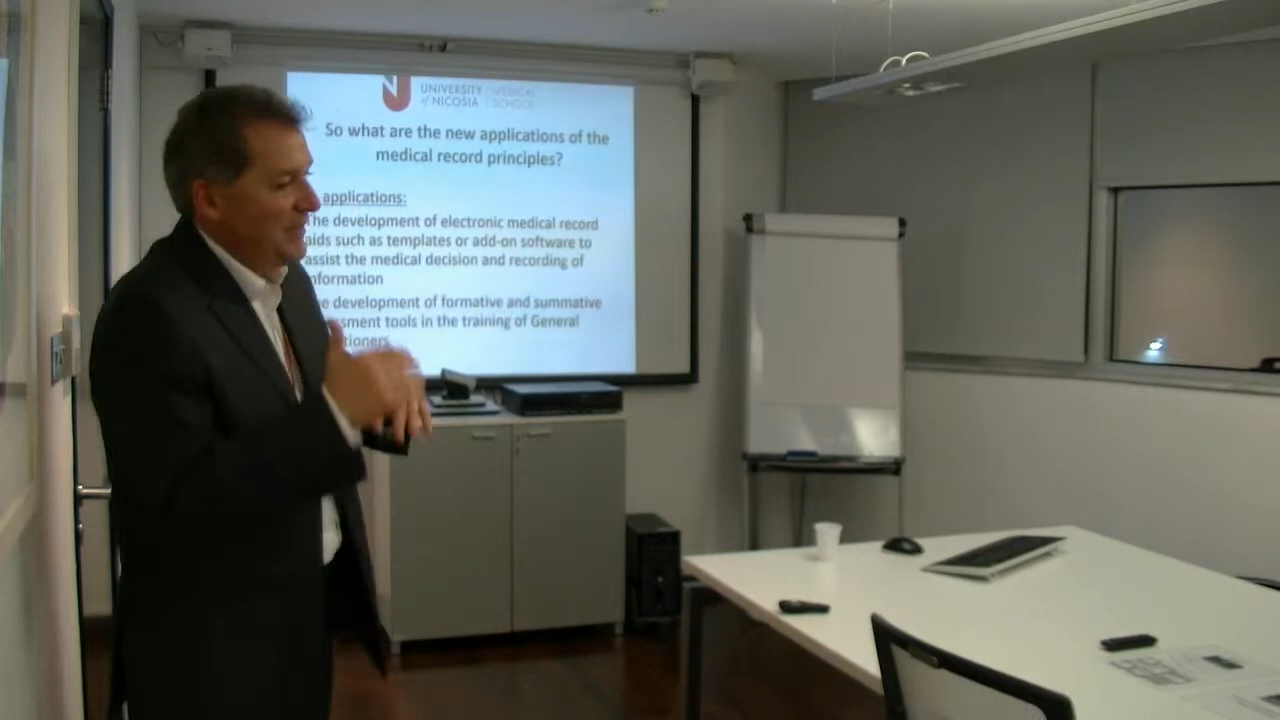 UNIVERSITY MEDICAL
of NICOSIA SCHOOL
So what are the new applications of the
medical record principles?
applications:
The development of electronic medical record
aids such as templates or add-on software to
assist the medical decision and recording of
information
development of formative and summative
tools in the training of General